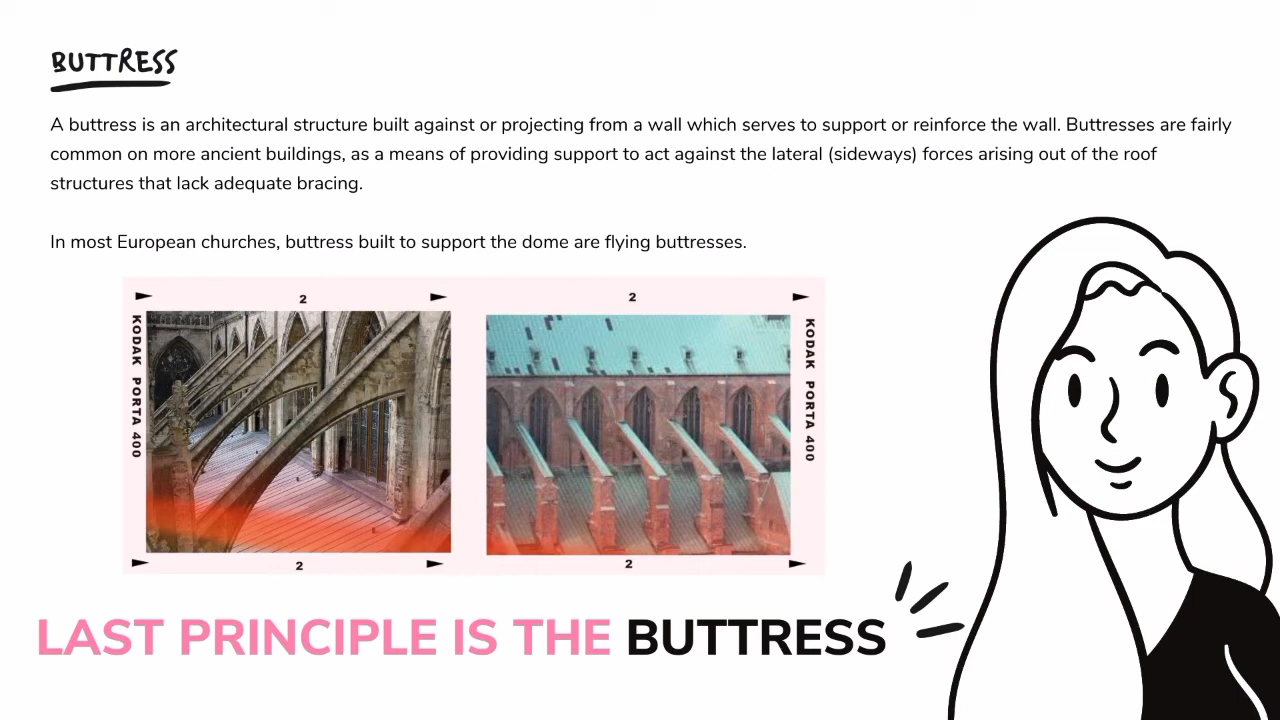 BUTTRESS
A buttress is an architectural structure built against or projecting from a wall which serves to support or reinforce the wall. Buttresses are fairly
common on more ancient buildings, as a means of providing support to act against the lateral (sideways) forces arising out of the roof
structures that lack adequate bracing.
In most European churches, buttress built to support the dome are flying buttresses.
2
2
KODAK PORTA 400
KODAK PORTA 400
2
2
LAST PRINCIPLE IS THE BUTTRESS